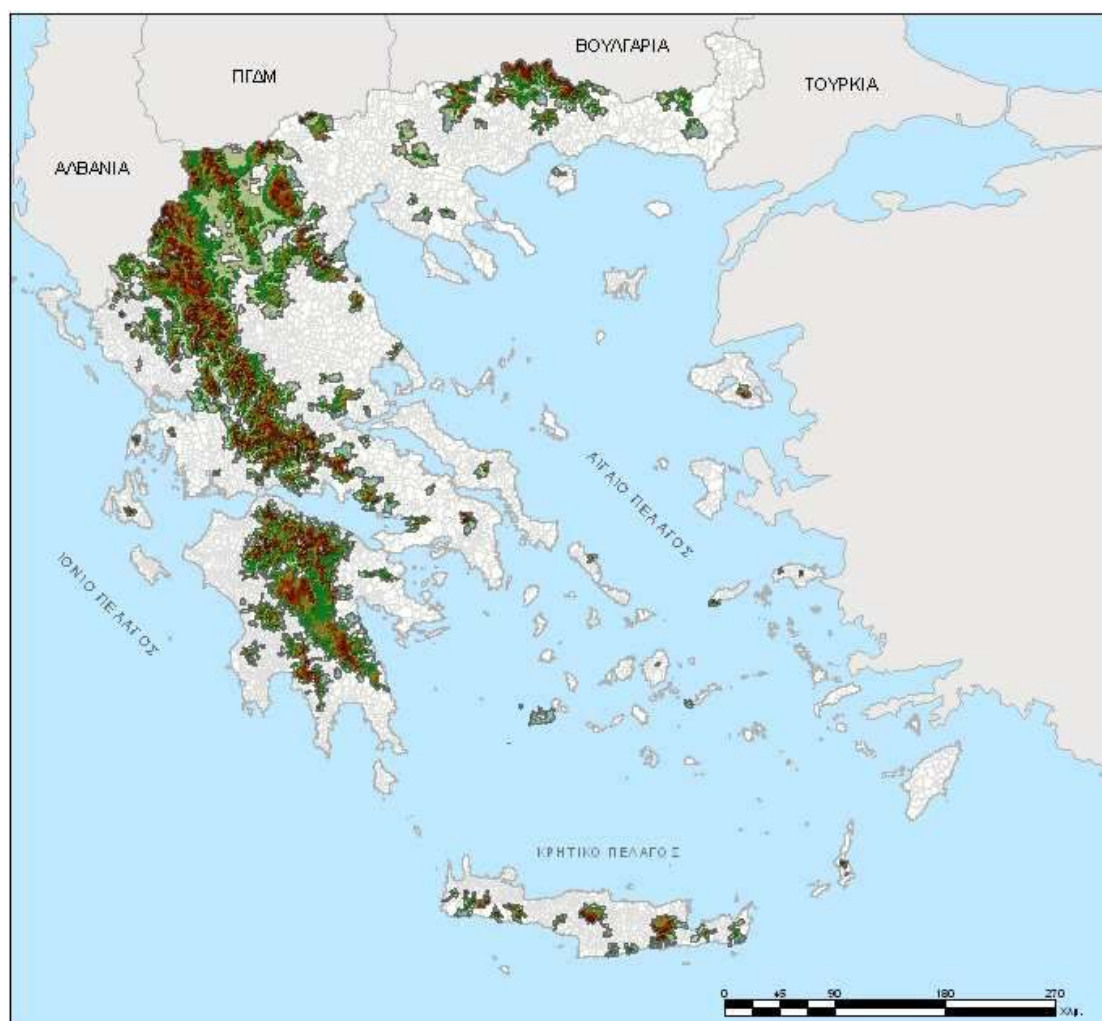 ΒΟΥΛΓΑΡΙΑ
ΠΓΔΜ
ΤΟΥΡΚΙΑ
ΑΛΒΑΝΙΑ
ΑΙΓΑΙΟ ΠΕΛΑΓΟΣ
ΙΟΝΙΟ ΠΕΛΑΓΟΣ
ΚΡΗΤΙΚΟ ΠΕΛΑΓΟΣ
0 45 90 180 270
Χλμ.